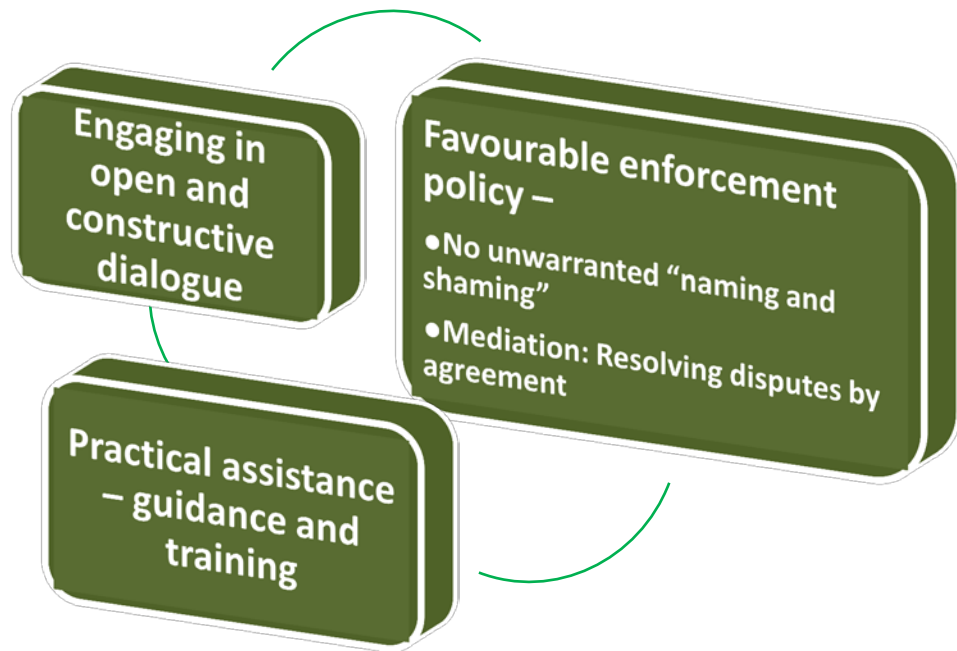 Engaging in
open and
constructive
dialogue
Favourable enforcement
policy –
●No unwarranted “naming and
shaming”
●Mediation: Resolving disputes by
agreement
Practical assistance
– guidance and
training